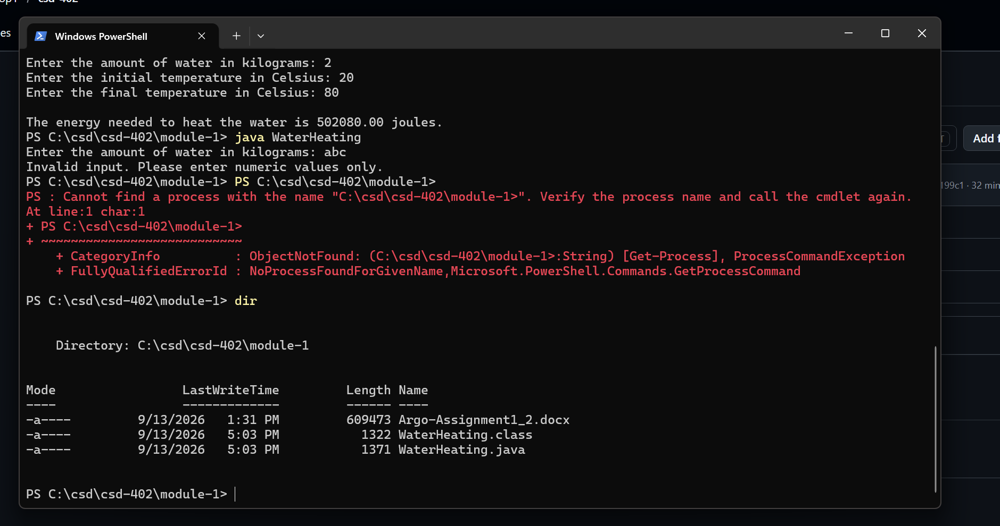 csd-402
es
Windows PowerShell
Enter the amount of water in kilograms: 2
Enter the initial temperature in Celsius: 20
Enter the final temperature in Celsius: 80
The energy needed to heat the water is 502080.00 joules.
PS C:\csd\csd-402\module-1> java WaterHeating
Enter the amount of water in kilograms: abc
Invalid input. Please enter numeric values only.
PS C:\csd\csd-402\module-1> PS C:\csd\csd-402\module-1>
PS : Cannot find a process with the name "C:\csd\csd-402\module-1>". Verify the process name and call the cmdlet again.
At line:1 char:1
+ PS C:\csd\csd-402\module-1>
+ ~~~~~~~~~~~~~~~~~~~~~~~~~~~
    + CategoryInfo          : ObjectNotFound: (C:\csd\csd-402\module-1>:String) [Get-Process], ProcessCommandException
    + FullyQualifiedErrorId : NoProcessFoundForGivenName,Microsoft.PowerShell.Commands.GetProcessCommand
PS C:\csd\csd-402\module-1> dir
    Directory: C:\csd\csd-402\module-1
Mode                 LastWriteTime         Length Name
----                 -------------         ------ ----
-a----         9/13/2026   1:31 PM         609473 Argo-Assignment1_2.docx
-a----         9/13/2026   5:03 PM           1322 WaterHeating.class
-a----         9/13/2026   5:03 PM           1371 WaterHeating.java
PS C:\csd\csd-402\module-1>
Add
199c1 · 32 min